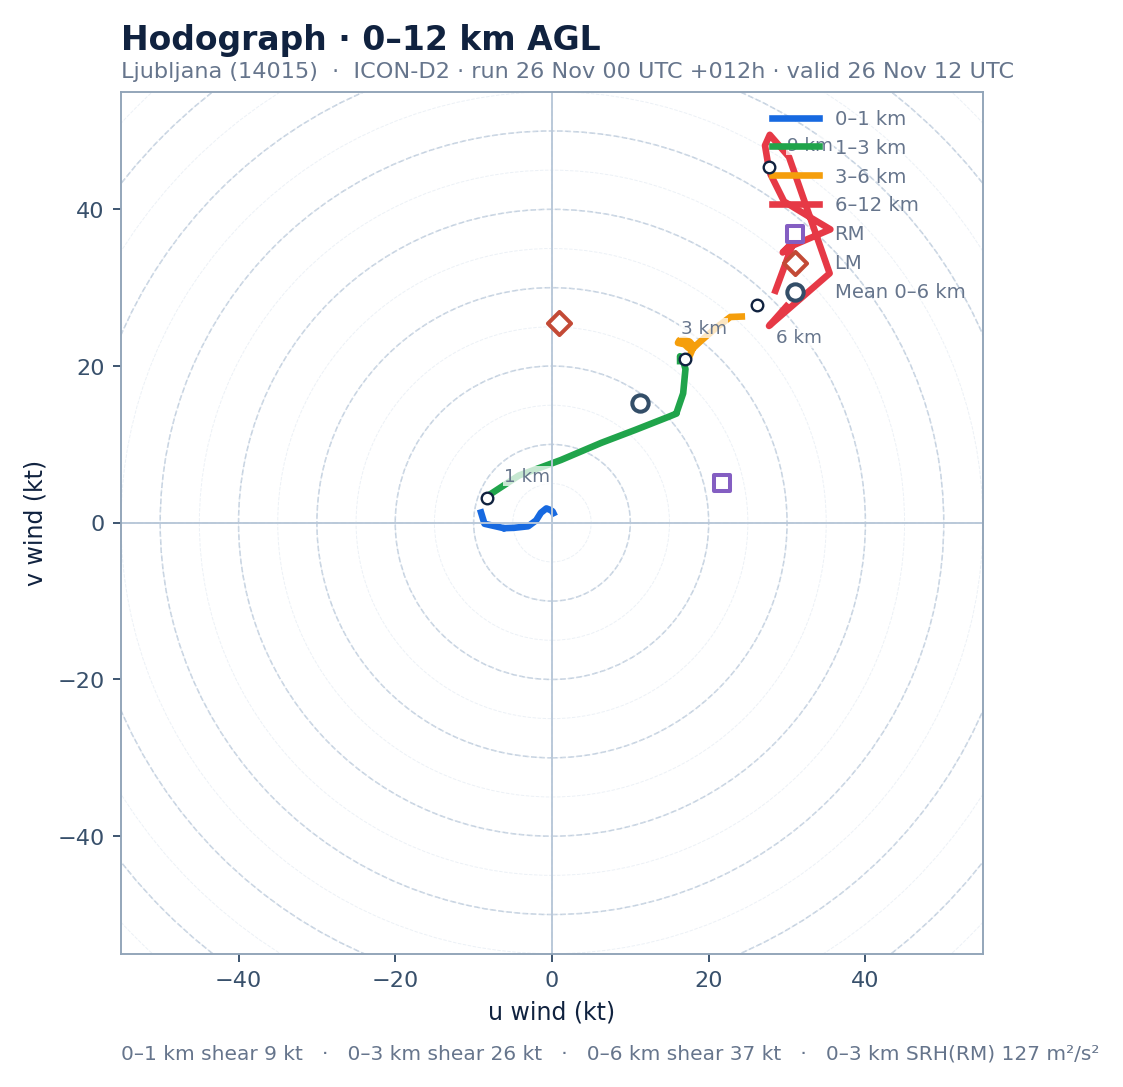 Hodograph · 0–12 km AGL
Ljubljana (14015) · ICON-D2 · run 26 Nov 00 UTC +012h · valid 26 Nov 12 UTC
0–1 km
9 km
1–3 km
3–6 km
6–12 km
RM
LM
Mean 0–6 km
3 km
6 km
1 km
40
20
0
−20
−40
v wind (kt)
−40 −20 0 20 40
u wind (kt)
0–1 km shear 9 kt · 0–3 km shear 26 kt · 0–6 km shear 37 kt · 0–3 km SRH(RM) 127 m²/s²